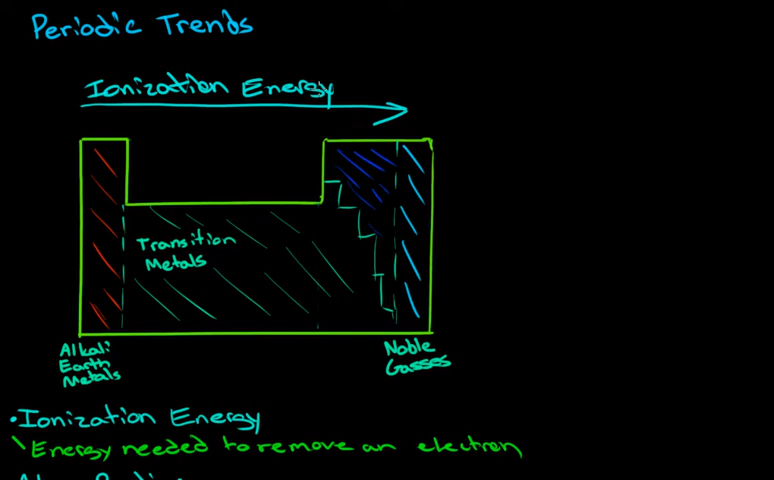 Periodic Trends
Ionization Energy
Transition
Metals
Alkali
Earth
Metals
Noble
Gasses
•Ionization Energy
Energy needed to remove an electron